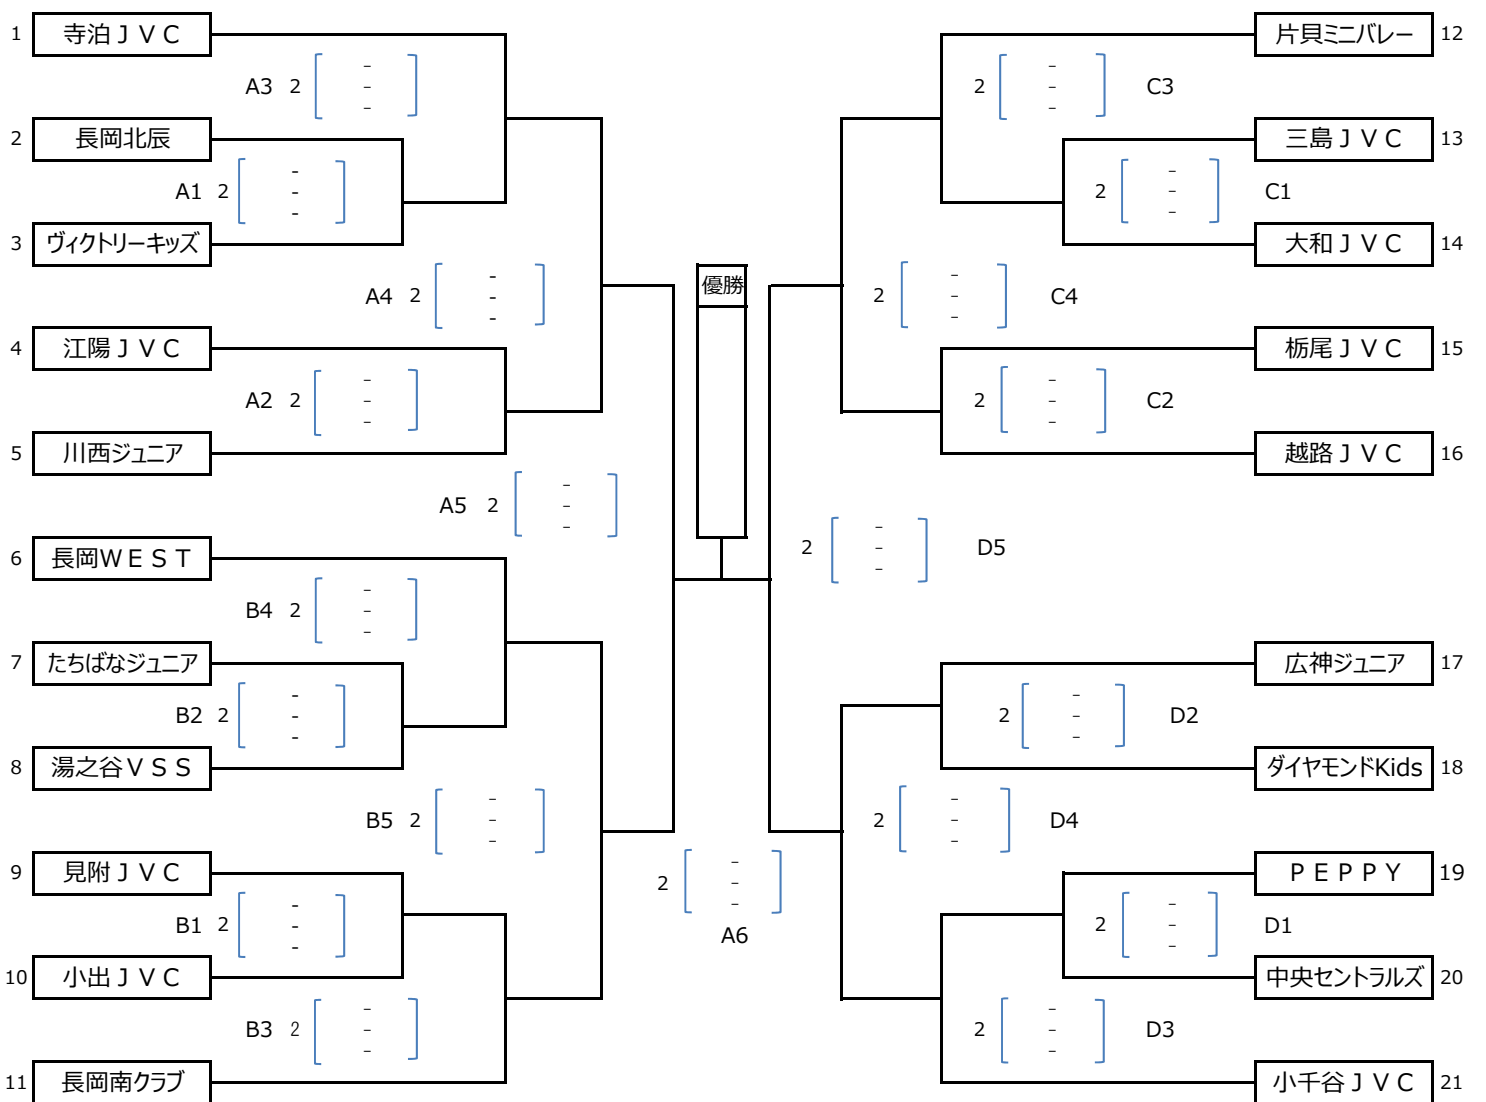 1 寺泊ＪＶＣ
A3 2 - - -
2 長岡北辰
A1 2 - - -
3 ヴィクトリーキッズ
A4 2 - - -
4 江陽ＪＶＣ
A2 2 - - -
5 川西ジュニア
A5 2 - - -
6 長岡ＷＥＳＴ
B4 2 - - -
7 たちばなジュニア
B2 2 - - -
8 湯之谷ＶＳＳ
B5 2 - - -
9 見附ＪＶＣ
B1 2 - - -
10 小出ＪＶＣ
B3 2 - - -
11 長岡南クラブ
優勝
2 - - -
A6
片貝ミニバレー 12
2 - - - C3
三島ＪＶＣ 13
2 - - - C1
大和ＪＶＣ 14
2 - - - C4
栃尾ＪＶＣ 15
2 - - - C2
越路ＪＶＣ 16
2 - - - D5
広神ジュニア 17
2 - - - D2
ダイヤモンドKids 18
2 - - - D4
ＰＥＰＰＹ 19
2 - - - D1
中央セントラルズ 20
2 - - - D3
小千谷ＪＶＣ 21